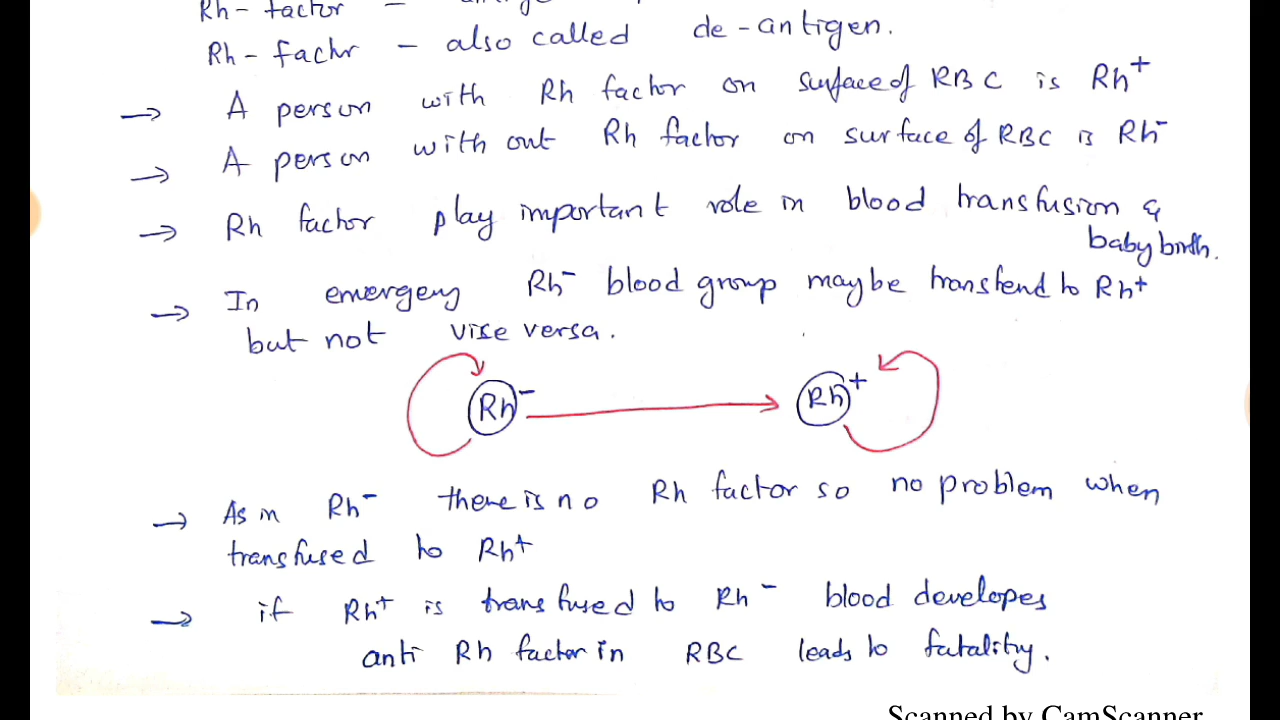 Rh - factor -
Rh - factor - also called de - antigen.
→ A person with Rh factor on surface of RBC is Rh+
→ A person with out Rh factor on surface of RBC is Rh-
→ Rh factor play important role in blood transfusion &
baby birth.
→ In emergency Rh- blood group maybe to Rh+
but not vise versa.
Rh- Rh+
→ As in Rh- there is no Rh factor so no problem when
transfused to Rh+
→ if Rh+ is transfused to Rh- blood developes
anti Rh factor in RBC leads to fatality.
Scanned by CamScanner